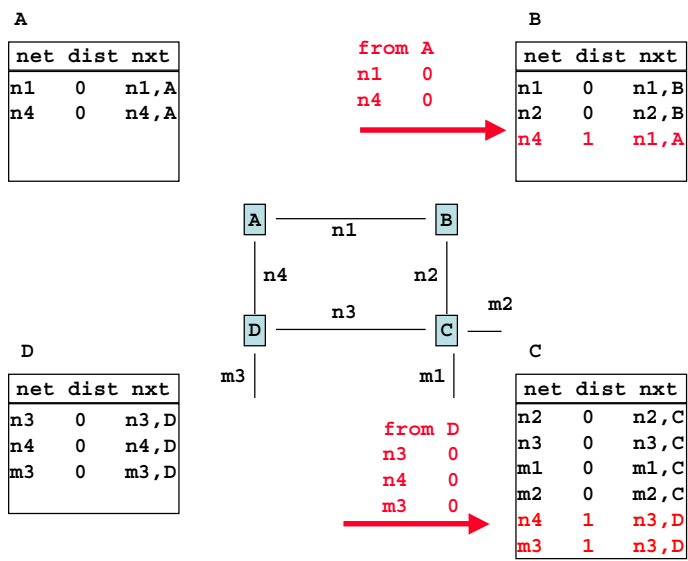 A
net dist nxt
n1 0 n1,A
n4 0 n4,A
from A
n1 0
n4 0
B
net dist nxt
n1 0 n1,B
n2 0 n2,B
n4 1 n1,A
A
n1
B
n4
n2
n3
m2
D
C
m3
m1
D
net dist nxt
n3 0 n3,D
n4 0 n4,D
m3 0 m3,D
from D
n3 0
n4 0
m3 0
C
net dist nxt
n2 0 n2,C
n3 0 n3,C
m1 0 m1,C
m2 0 m2,C
n4 1 n3,D
m3 1 n3,D